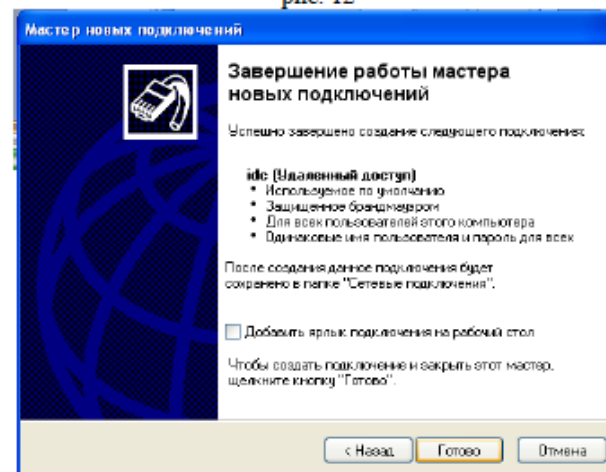 рис. 12
Мастер новых подключений
Завершение работы мастера
новых подключений
Успешно завершено создание следующего подключения:
idc (Удаленный доступ)
* Используемое по умолчанию
* Защищенное брандмауэром
* Для всех пользователей этого компьютера
* Одинаковые имя пользователя и пароль для всех
После создания данное подключения будет
сохранено в папке "Сетевые подключения".
Добавить ярлык подключения на рабочий стол
Чтобы создать подключение и закрыть этот мастер,
щелкните кнопку "Готово".
< Назад Готово Отмена